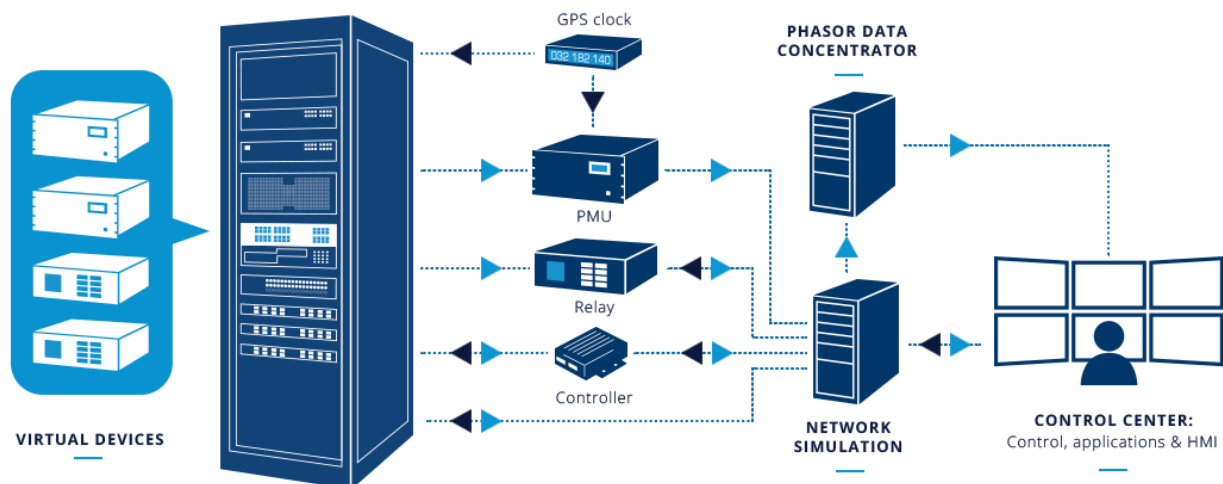 GPS clock
032 182 140
PHASOR DATA
CONCENTRATOR
PMU
Relay
Controller
VIRTUAL DEVICES
NETWORK
SIMULATION
CONTROL CENTER:
Control, applications & HMI